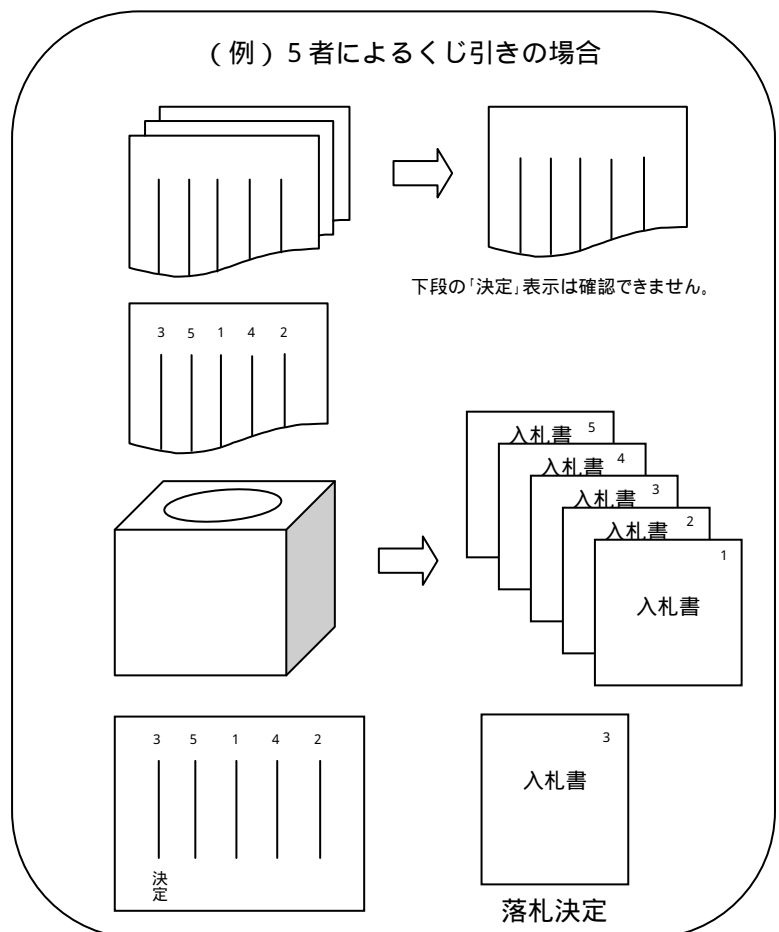 （例）５者によるくじ引きの場合
下段の「決定」表示は確認できません。
3 5 1 4 2
入札書 5
入札書 4
入札書 3
入札書 2
1
入札書
3 5 1 4 2
決定
3
入札書
落札決定